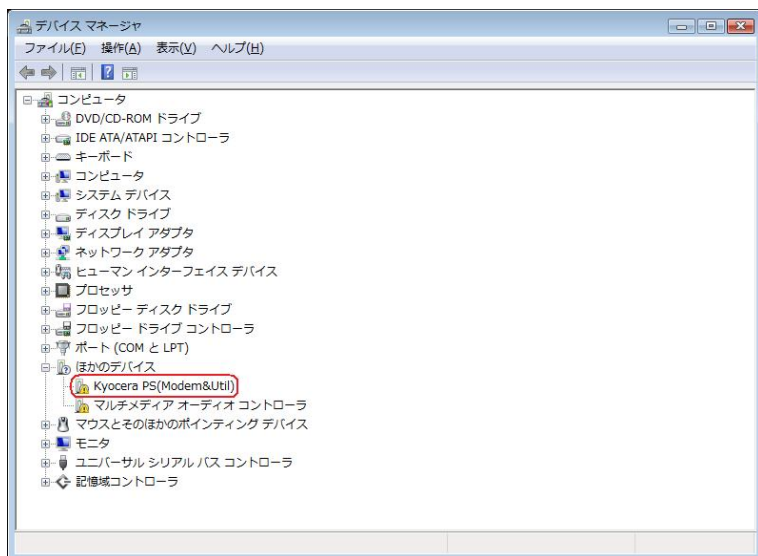 デバイス マネージャ
ファイル(F) 操作(A) 表示(V) ヘルプ(H)
コンピュータ
DVD/CD-ROM ドライブ
IDE ATA/ATAPI コントローラ
キーボード
コンピュータ
システム デバイス
ディスク ドライブ
ディスプレイ アダプタ
ネットワーク アダプタ
ヒューマン インターフェイス デバイス
プロセッサ
フロッピー ディスク ドライブ
フロッピー ドライブ コントローラ
ポート (COM と LPT)
ほかのデバイス
Kyocera PS(Modem&Util)
マルチメディア オーディオ コントローラ
マウスとそのほかのポインティング デバイス
モニタ
ユニバーサル シリアル バス コントローラ
記憶域コントローラ